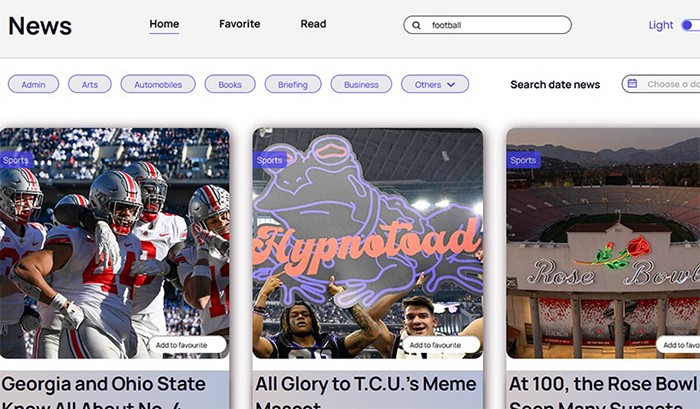 News
Home
Favorite
Read
football
Light
Admin
Arts
Automobiles
Books
Briefing
Business
Others
Search date news
Choose a da
Sports
Sports
Sports
Hypnotoad
Rose Bowl
Add to favourite
Add to favourite
Add to favou
Georgia and Ohio State
Know All About No. 4
All Glory to T.C.U.'s Meme
Mascot
At 100, the Rose Bowl
Seen Many Sunsets